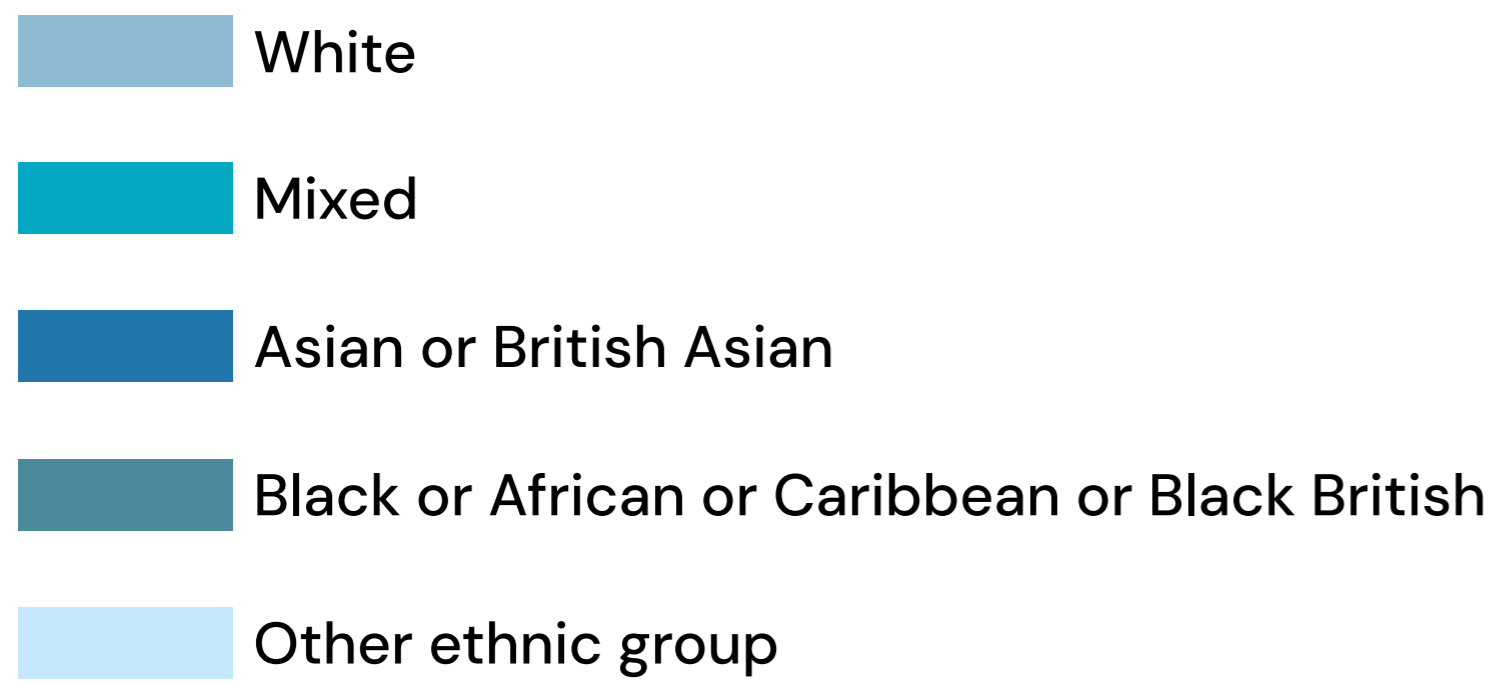 White
Mixed
Asian or British Asian
Black or African or Caribbean or Black British
Other ethnic group